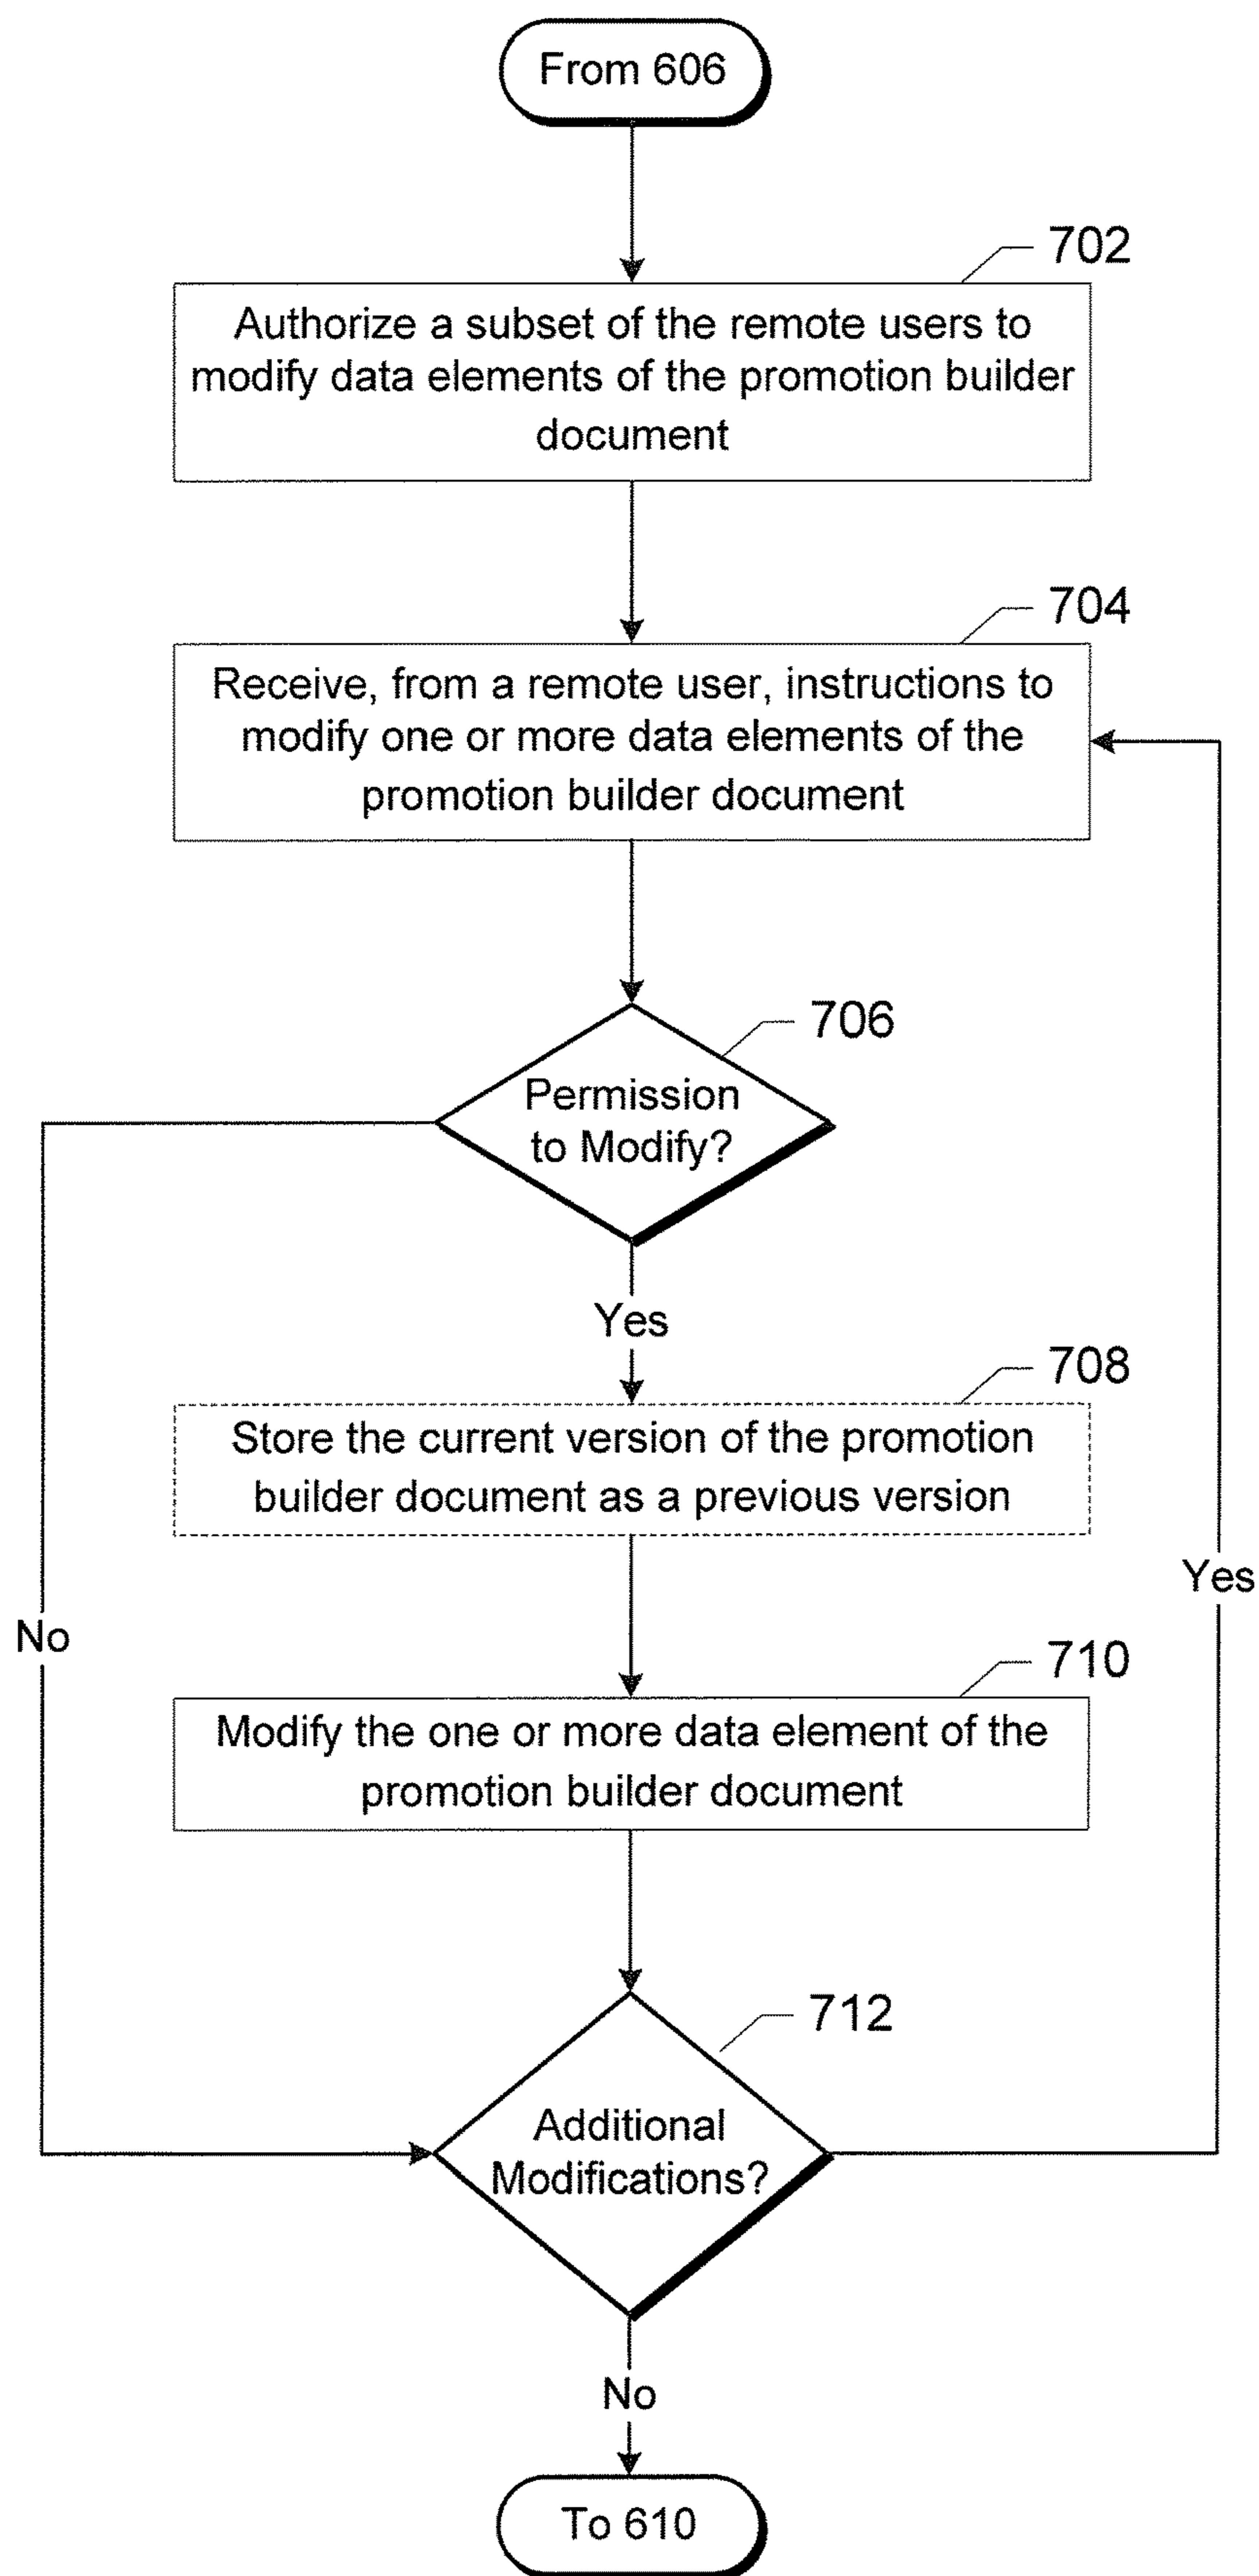 From 606
702
Authorize a subset of the remote users to
modify data elements of the promotion builder
document
704
Receive, from a remote user, instructions to
modify one or more data elements of the
promotion builder document
706
Permission
to Modify?
Yes
708
Store the current version of the promotion
builder document as a previous version
Yes
No
710
Modify the one or more data element of the
promotion builder document
712
Additional
Modifications?
No
To 610